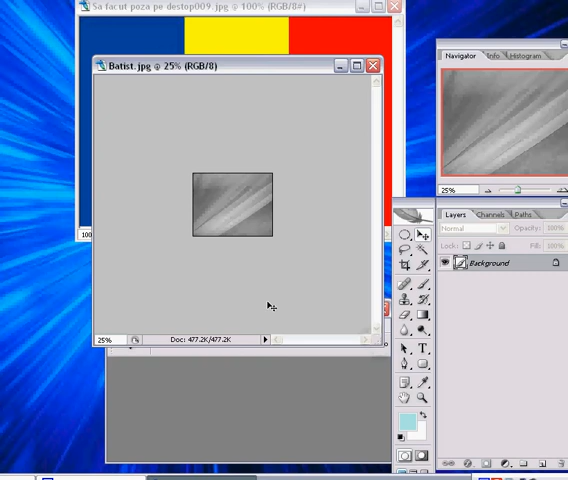 Sa facut poza pe destop009.jpg @ 100% (RGB/8#)
Batist.jpg @ 25% (RGB/8)
Navigator Info Histogram
25%
Layers Channels Paths
Normal Opacity: 100%
Lock: Fill: 100%
Background
100
25% Doc: 477.2K/477.2K
T